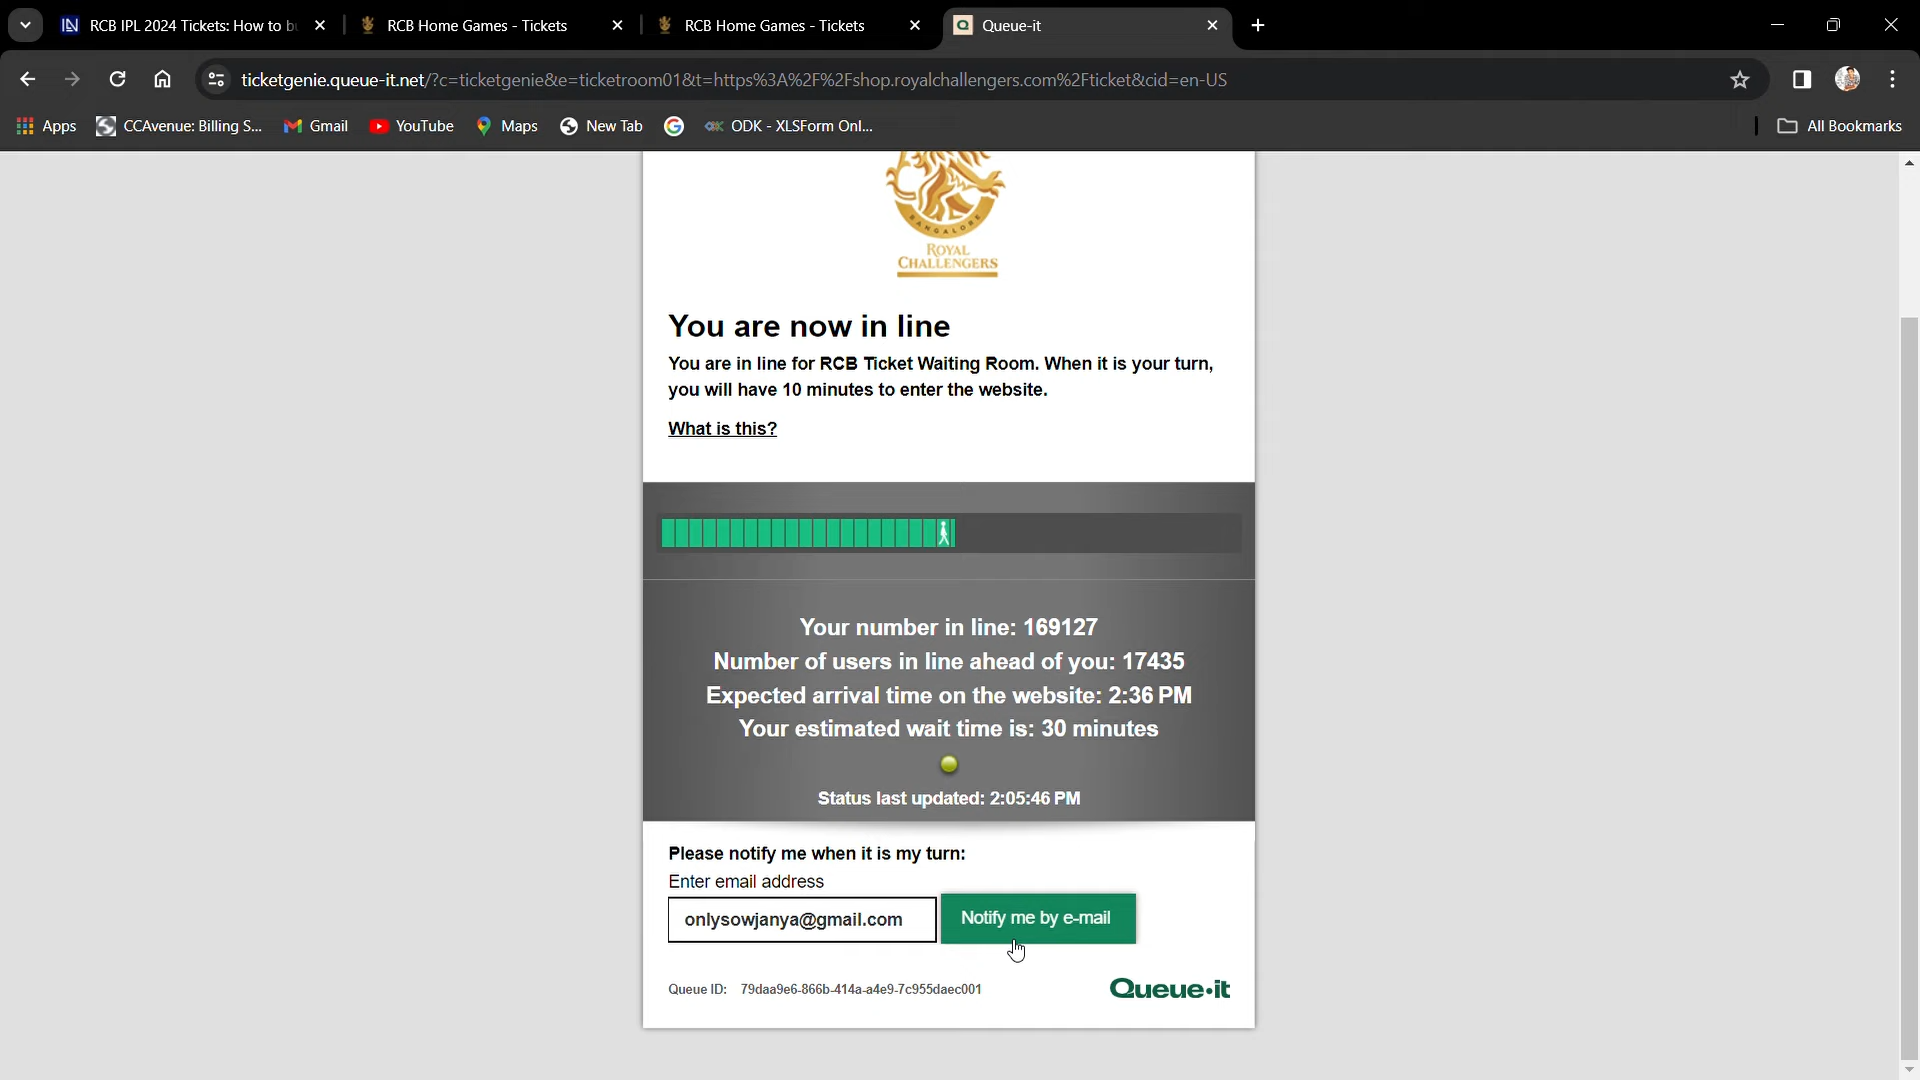 RCB IPL 2024 Tickets: How to b
RCB Home Games - Tickets
RCB Home Games - Tickets
Queue-it
ticketgenie.queue-it.net/?c=ticketgenie&e=ticketroom01&t=https%3A%2F%2Fshop.royalchallengers.com%2Fticket&cid=en-US
Apps
CCAvenue: Billing S...
Gmail
YouTube
Maps
New Tab
ODK - XLSForm Onl...
All Bookmarks
BANGALORE
ROYAL
CHALLENGERS
You are now in line
You are in line for RCB Ticket Waiting Room. When it is your turn,
you will have 10 minutes to enter the website.
What is this?
Your number in line: 169127
Number of users in line ahead of you: 17435
Expected arrival time on the website: 2:36 PM
Your estimated wait time is: 30 minutes
Status last updated: 2:05:46 PM
Please notify me when it is my turn:
Enter email address
onlysowjanya@gmail.com
Notify me by e-mail
Queue ID: 79daa9e6-866b-414a-a4e9-7c955daec001
Queue-it